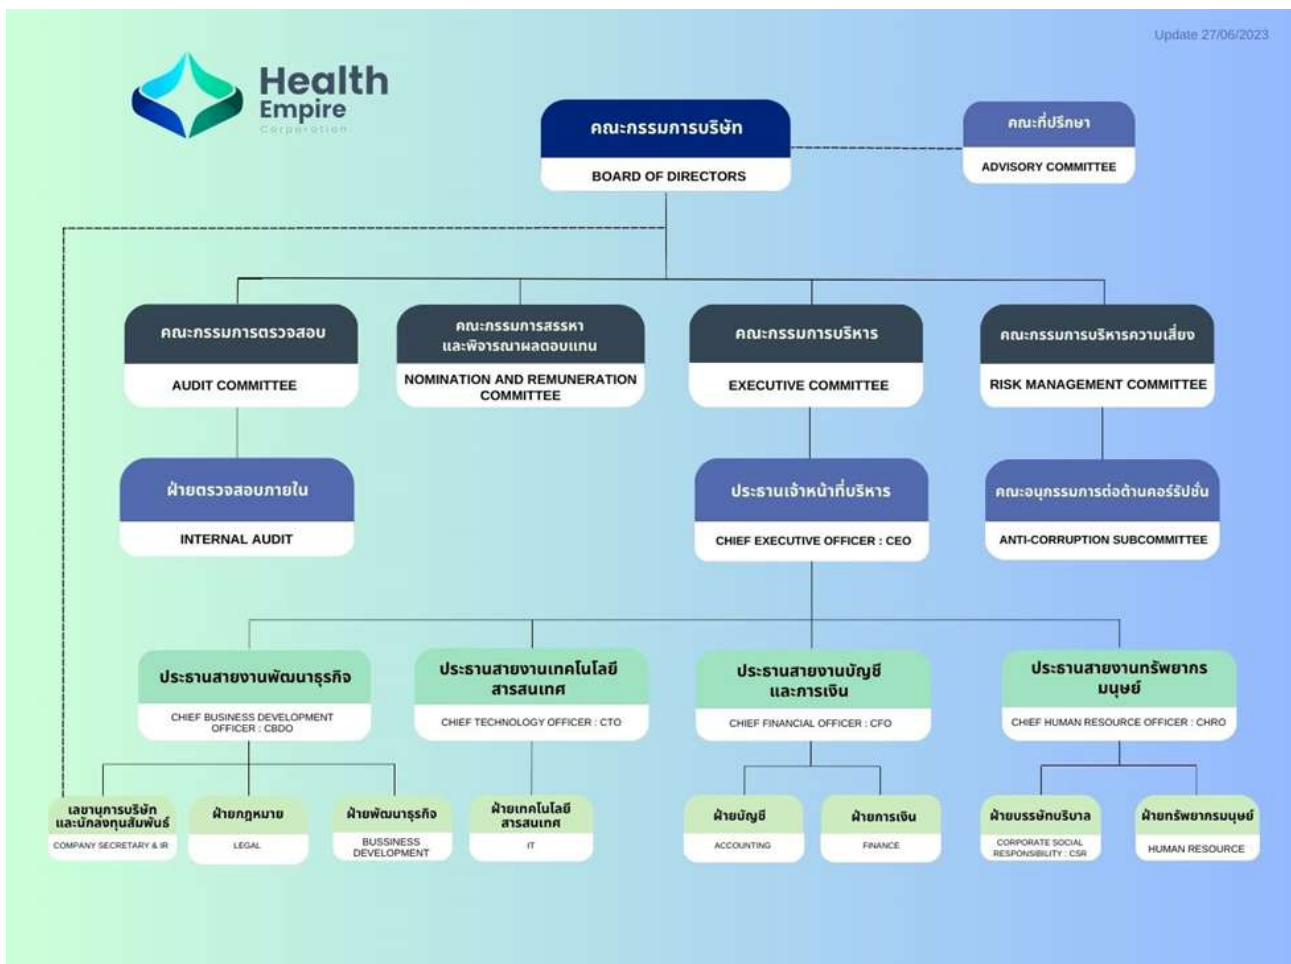 Update 27/06/2023
Health
Empire
Corporation
คณะกรรมการบริษัท
BOARD OF DIRECTORS
คณะที่ปรึกษา
ADVISORY COMMITTEE
คณะกรรมการตรวจสอบ
AUDIT COMMITTEE
คณะกรรมการสรรหา
และพิจารณาผลตอบแทน
NOMINATION AND REMUNERATION
COMMITTEE
คณะกรรมการบริหาร
EXECUTIVE COMMITTEE
คณะกรรมการบริหารความเสี่ยง
RISK MANAGEMENT COMMITTEE
ฝ่ายตรวจสอบภายใน
INTERNAL AUDIT
ประธานเจ้าหน้าที่บริหาร
CHIEF EXECUTIVE OFFICER : CEO
คณะอนุกรรมการต่อต้านคอร์รัปชั่น
ANTI-CORRUPTION SUBCOMMITTEE
ประธานสายงานพัฒนาธุรกิจ
CHIEF BUSINESS DEVELOPMENT
OFFICER : CBDO
ประธานสายงานเทคโนโลยี
สารสนเทศ
CHIEF TECHNOLOGY OFFICER : CTO
ประธานสายงานบัญชี
และการเงิน
CHIEF FINANCIAL OFFICER : CFO
ประธานสายงานทรัพยากร
มนุษย์
CHIEF HUMAN RESOURCE OFFICER : CHRO
เลขานุการบริษัท
และนักลงทุนสัมพันธ์
COMPANY SECRETARY & IR
ฝ่ายกฎหมาย
LEGAL
ฝ่ายพัฒนาธุรกิจ
BUSSINESS
DEVELOPMENT
ฝ่ายเทคโนโลยี
สารสนเทศ
IT
ฝ่ายบัญชี
ACCOUNTING
ฝ่ายการเงิน
FINANCE
ฝ่ายบรรษัทบริบาล
CORPORATE SOCIAL
RESPONSIBILITY : CSR
ฝ่ายทรัพยากรมนุษย์
HUMAN RESOURCE